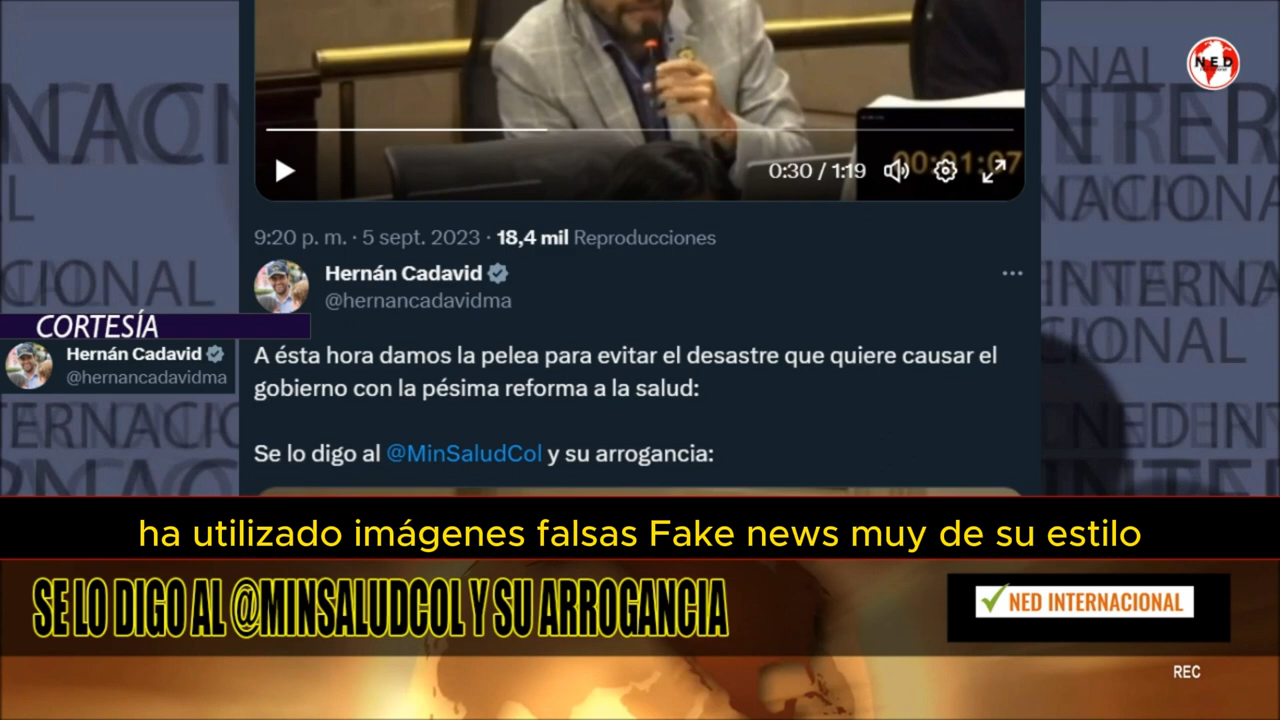 NED
0:30 / 1:19
00:01:07
9:20 p. m. · 5 sept. 2023 · 18,4 mil Reproducciones
Hernán Cadavid
@hernancadavidma
CORTESÍA
Hernán Cadavid
@hernancadavidma
A ésta hora damos la pelea para evitar el desastre que quiere causar el
gobierno con la pésima reforma a la salud:
Se lo digo al @MinSaludCol y su arrogancia:
ha utilizado imágenes falsas Fake news muy de su estilo
SE LO DIGO AL @MINSALUDCOL Y SU ARROGANCIA
NED INTERNACIONAL
REC